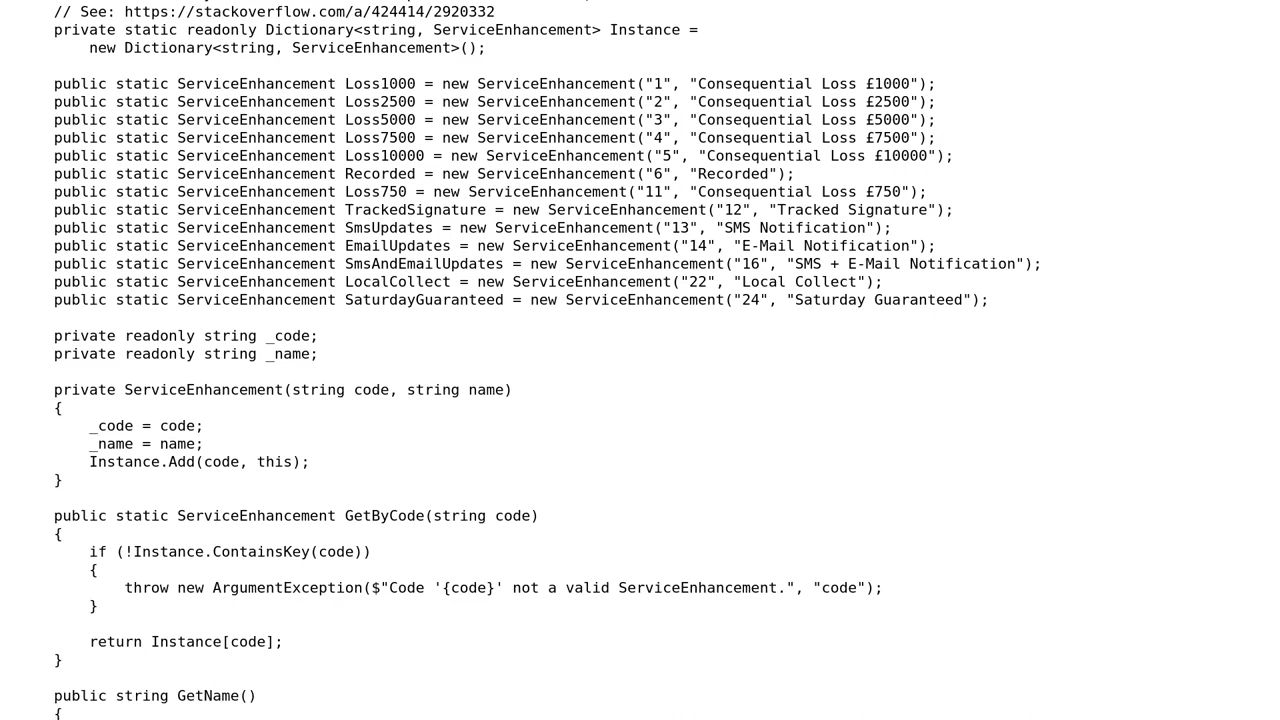 // See: https://stackoverflow.com/a/424414/2920332
private static readonly Dictionary<string, ServiceEnhancement> Instance =
    new Dictionary<string, ServiceEnhancement>();

public static ServiceEnhancement Loss1000 = new ServiceEnhancement("1", "Consequential Loss £1000");
public static ServiceEnhancement Loss2500 = new ServiceEnhancement("2", "Consequential Loss £2500");
public static ServiceEnhancement Loss5000 = new ServiceEnhancement("3", "Consequential Loss £5000");
public static ServiceEnhancement Loss7500 = new ServiceEnhancement("4", "Consequential Loss £7500");
public static ServiceEnhancement Loss10000 = new ServiceEnhancement("5", "Consequential Loss £10000");
public static ServiceEnhancement Recorded = new ServiceEnhancement("6", "Recorded");
public static ServiceEnhancement Loss750 = new ServiceEnhancement("11", "Consequential Loss £750");
public static ServiceEnhancement TrackedSignature = new ServiceEnhancement("12", "Tracked Signature");
public static ServiceEnhancement SmsUpdates = new ServiceEnhancement("13", "SMS Notification");
public static ServiceEnhancement EmailUpdates = new ServiceEnhancement("14", "E-Mail Notification");
public static ServiceEnhancement SmsAndEmailUpdates = new ServiceEnhancement("16", "SMS + E-Mail Notification");
public static ServiceEnhancement LocalCollect = new ServiceEnhancement("22", "Local Collect");
public static ServiceEnhancement SaturdayGuaranteed = new ServiceEnhancement("24", "Saturday Guaranteed");

private readonly string _code;
private readonly string _name;

private ServiceEnhancement(string code, string name)
{
    _code = code;
    _name = name;
    Instance.Add(code, this);
}

public static ServiceEnhancement GetByCode(string code)
{
    if (!Instance.ContainsKey(code))
    {
        throw new ArgumentException($"Code '{code}' not a valid ServiceEnhancement.", "code");
    }

    return Instance[code];
}

public string GetName()
{